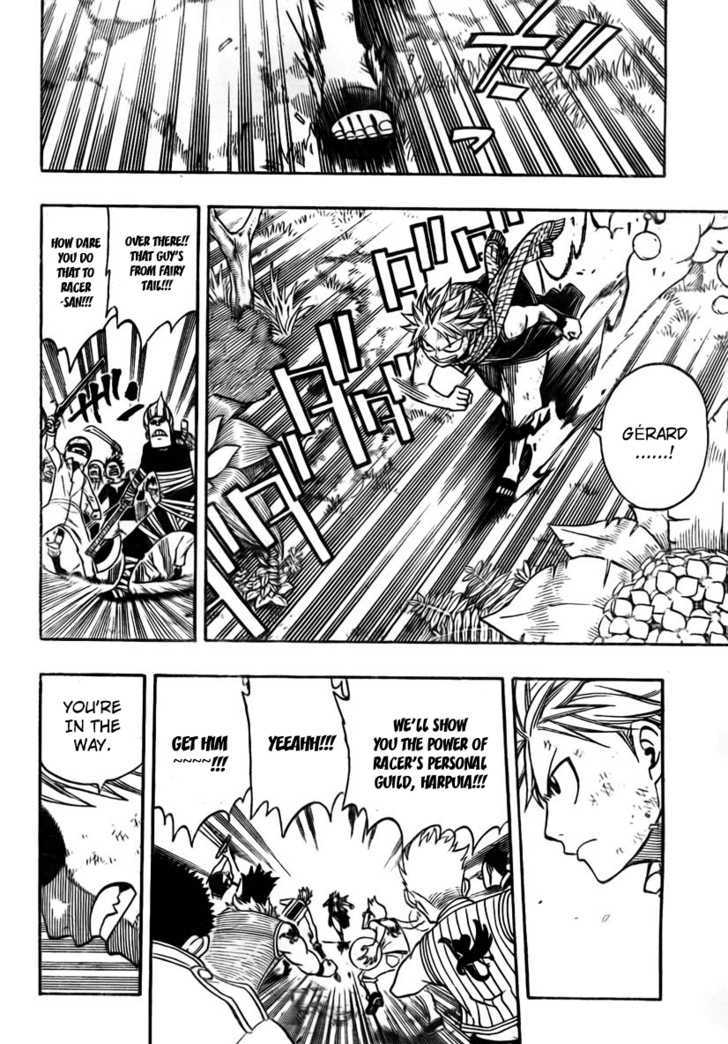 GÉRARD
......!
OVER THERE!!
THAT GUY'S
FROM FAIRY
TAIL!!!
HOW DARE
YOU DO
THAT TO
RACER
-SAN!!!
WE'LL SHOW
YOU THE POWER OF
RACER'S PERSONAL
GUILD, HARPUIA!!!
YEEAHH!!!
GET HIM
~~~~!!!
YOU'RE
IN THE
WAY.